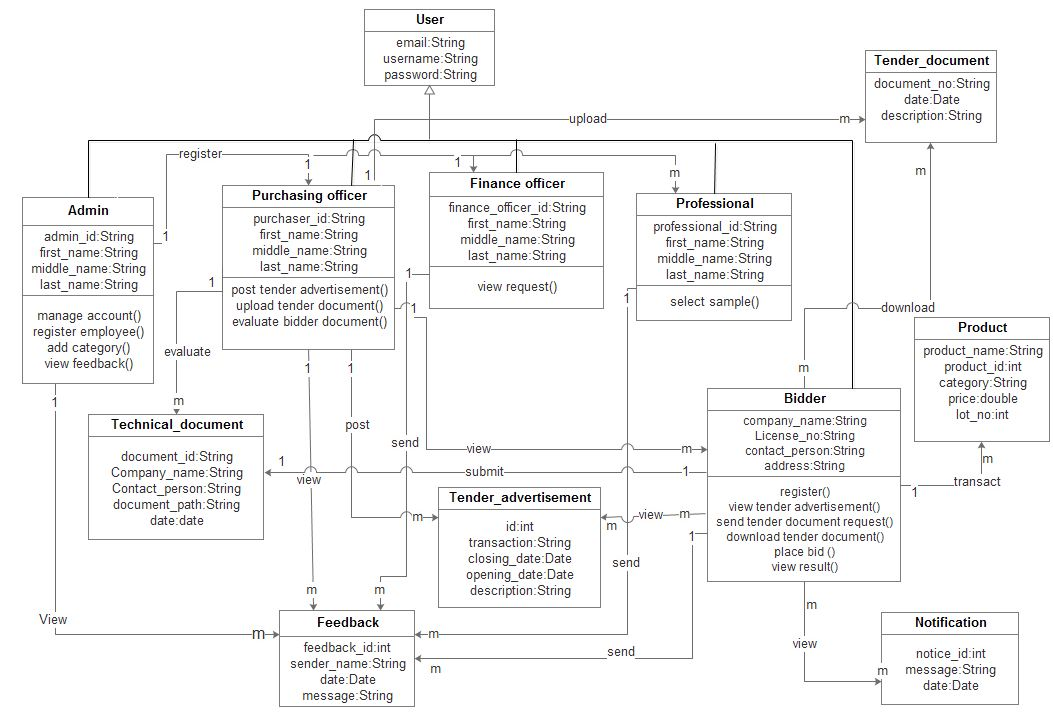 User
email:String
username:String
password:String
Tender_document
document_no:String
date:Date
description:String
upload
m
m
register
1
1
1
m
Admin
admin_id:String
first_name:String
middle_name:String
last_name:String
manage account()
register employee()
add category()
view feedback()
1
Purchasing officer
purchaser_id:String
first_name:String
middle_name:String
last_name:String
post tender advertisement()
upload tender document()
evaluate bidder document()
Finance officer
finance_officer_id:String
first_name:String
middle_name:String
last_name:String
view request()
Professional
professional_id:String
first_name:String
middle_name:String
last_name:String
select sample()
1
1
1
1
download
m
Product
product_name:String
product_id:int
category:String
price:double
lot_no:int
evaluate
m
1
1
1
Technical_document
document_id:String
Company_name:String
Contact_person:String
document_path:String
date:date
post
send
view
m
Bidder
company_name:String
License_no:String
contact_person:String
address:String
register()
view tender advertisement()
send tender document request()
download tender document()
place bid ()
view result()
m
transact
1
1
submit
1
view
Tender_advertisement
id:int
transaction:String
closing_date:Date
opening_date:Date
description:String
m
m
view
m
1
send
m
m
View
m
Feedback
feedback_id:int
sender_name:String
date:Date
message:String
m
send
m
m
view
m
Notification
notice_id:int
message:String
date:Date